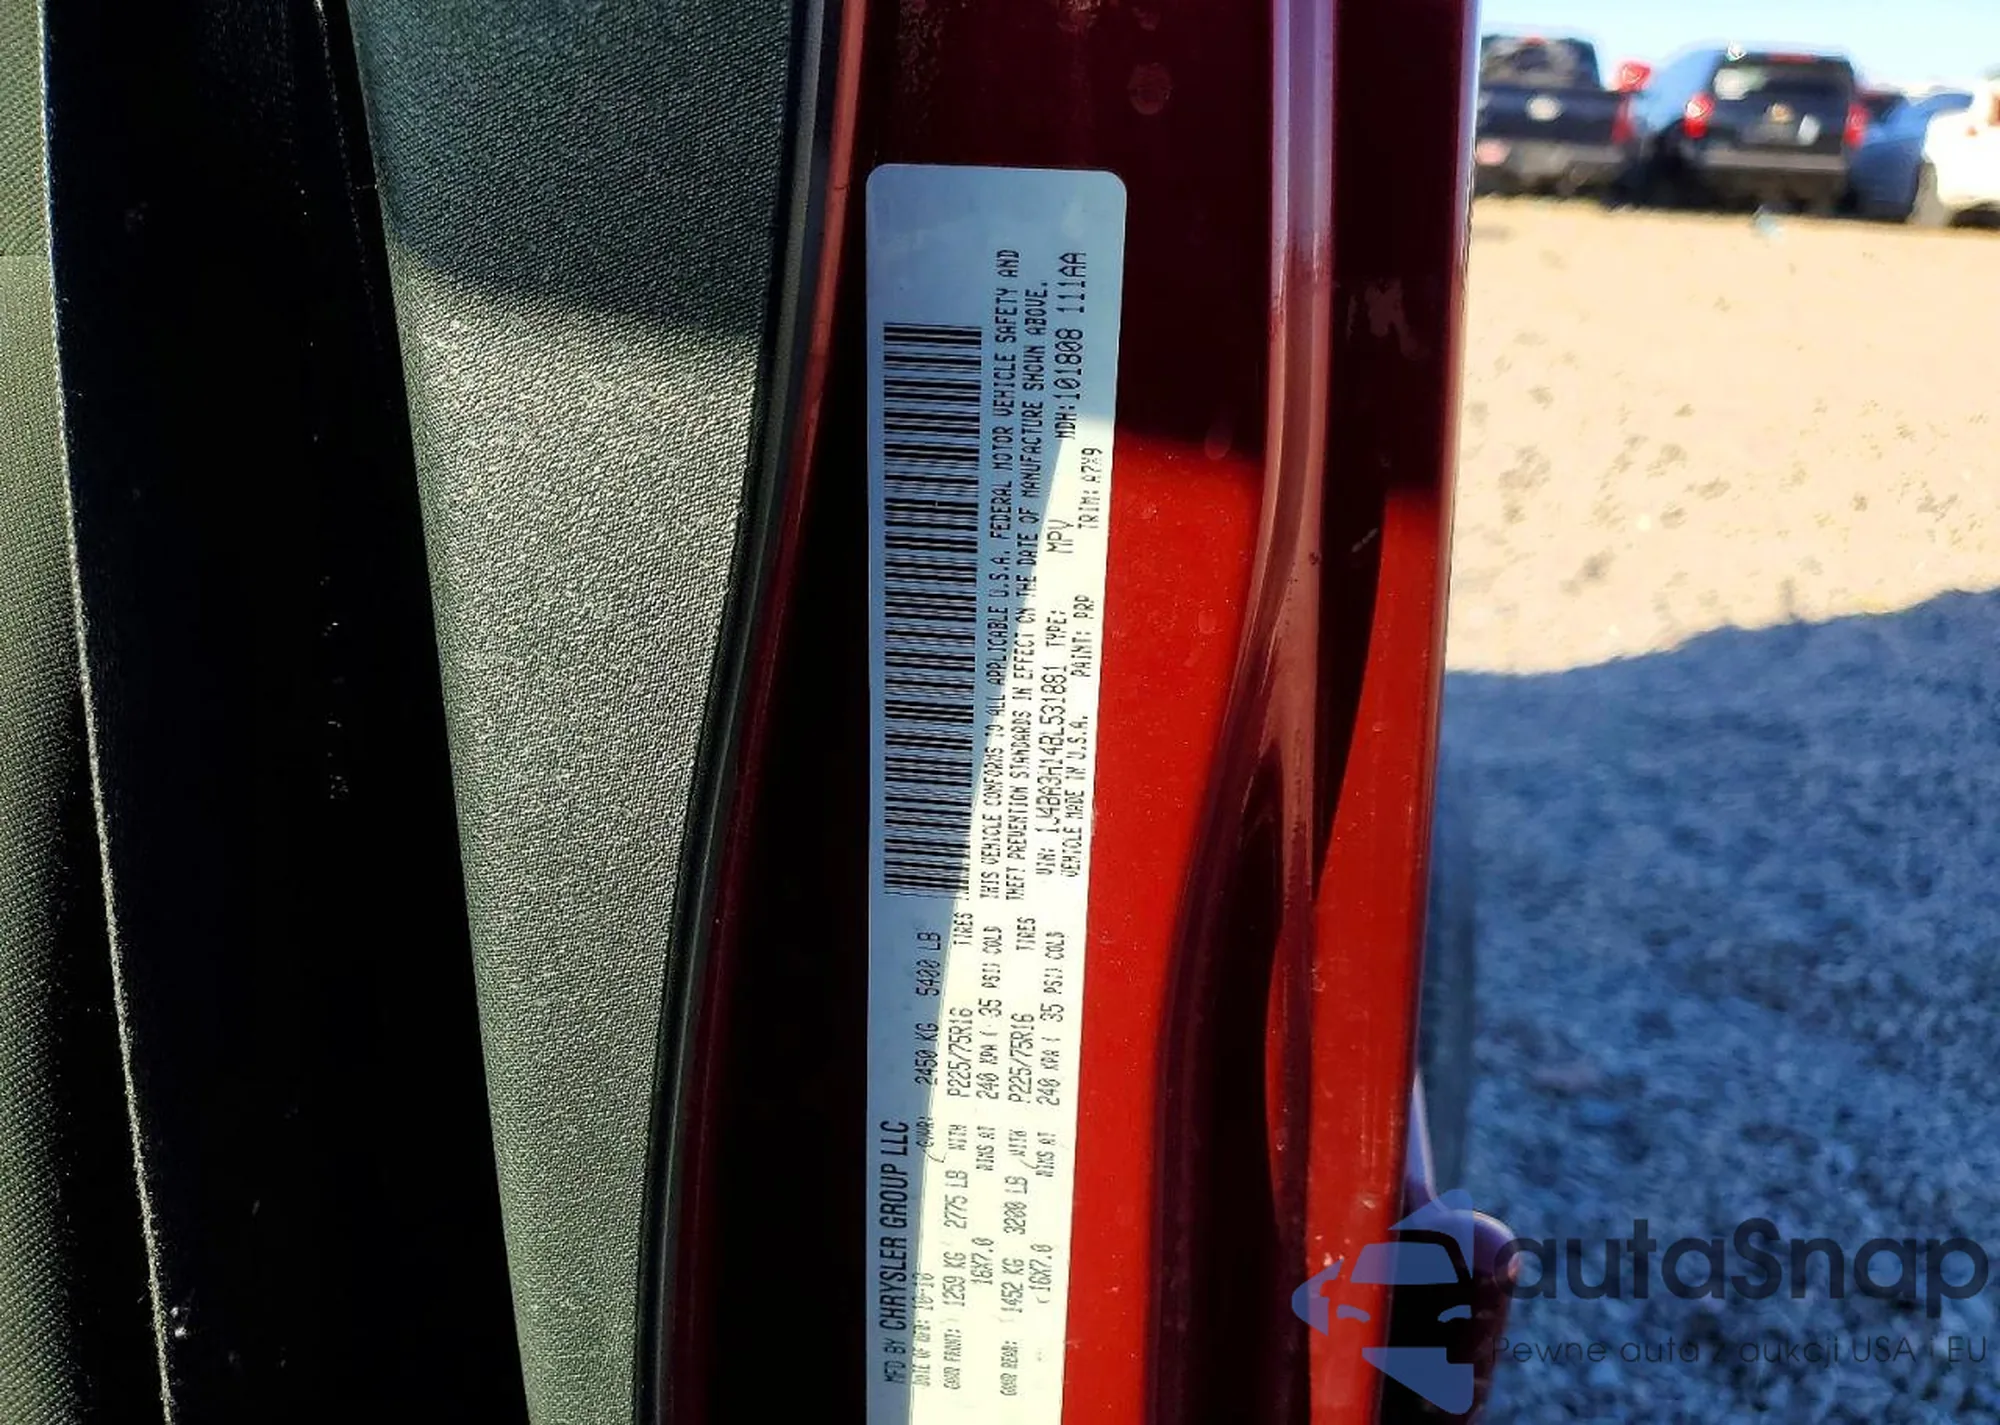 MFD BY CHRYSLER GROUP LLC
DATE OF MFR: 10-10 GVWR: 2450 KG 5400 LB
GAWR FRONT: 1259 KG 2775 LB WITH P225/75R16 TIRES
16X7.0 RIMS AT 240 KPA ( 35 PSI) COLD
GAWR REAR: 1452 KG 3200 LB WITH P225/75R16 TIRES
16X7.0 RIMS AT 240 KPA ( 35 PSI) COLD
THIS VEHICLE CONFORMS TO ALL APPLICABLE U.S.A. FEDERAL MOTOR VEHICLE SAFETY AND
THEFT PREVENTION STANDARDS IN EFFECT ON THE DATE OF MANUFACTURE SHOWN ABOVE.
VIN: 1J4BA3H14BL531881 TYPE: MPV MDH: 101808 111AA
VEHICLE MADE IN U.S.A. PAINT: PRP TRIM: A7X9
autaSnap
Pewne auta z aukcji USA i EU